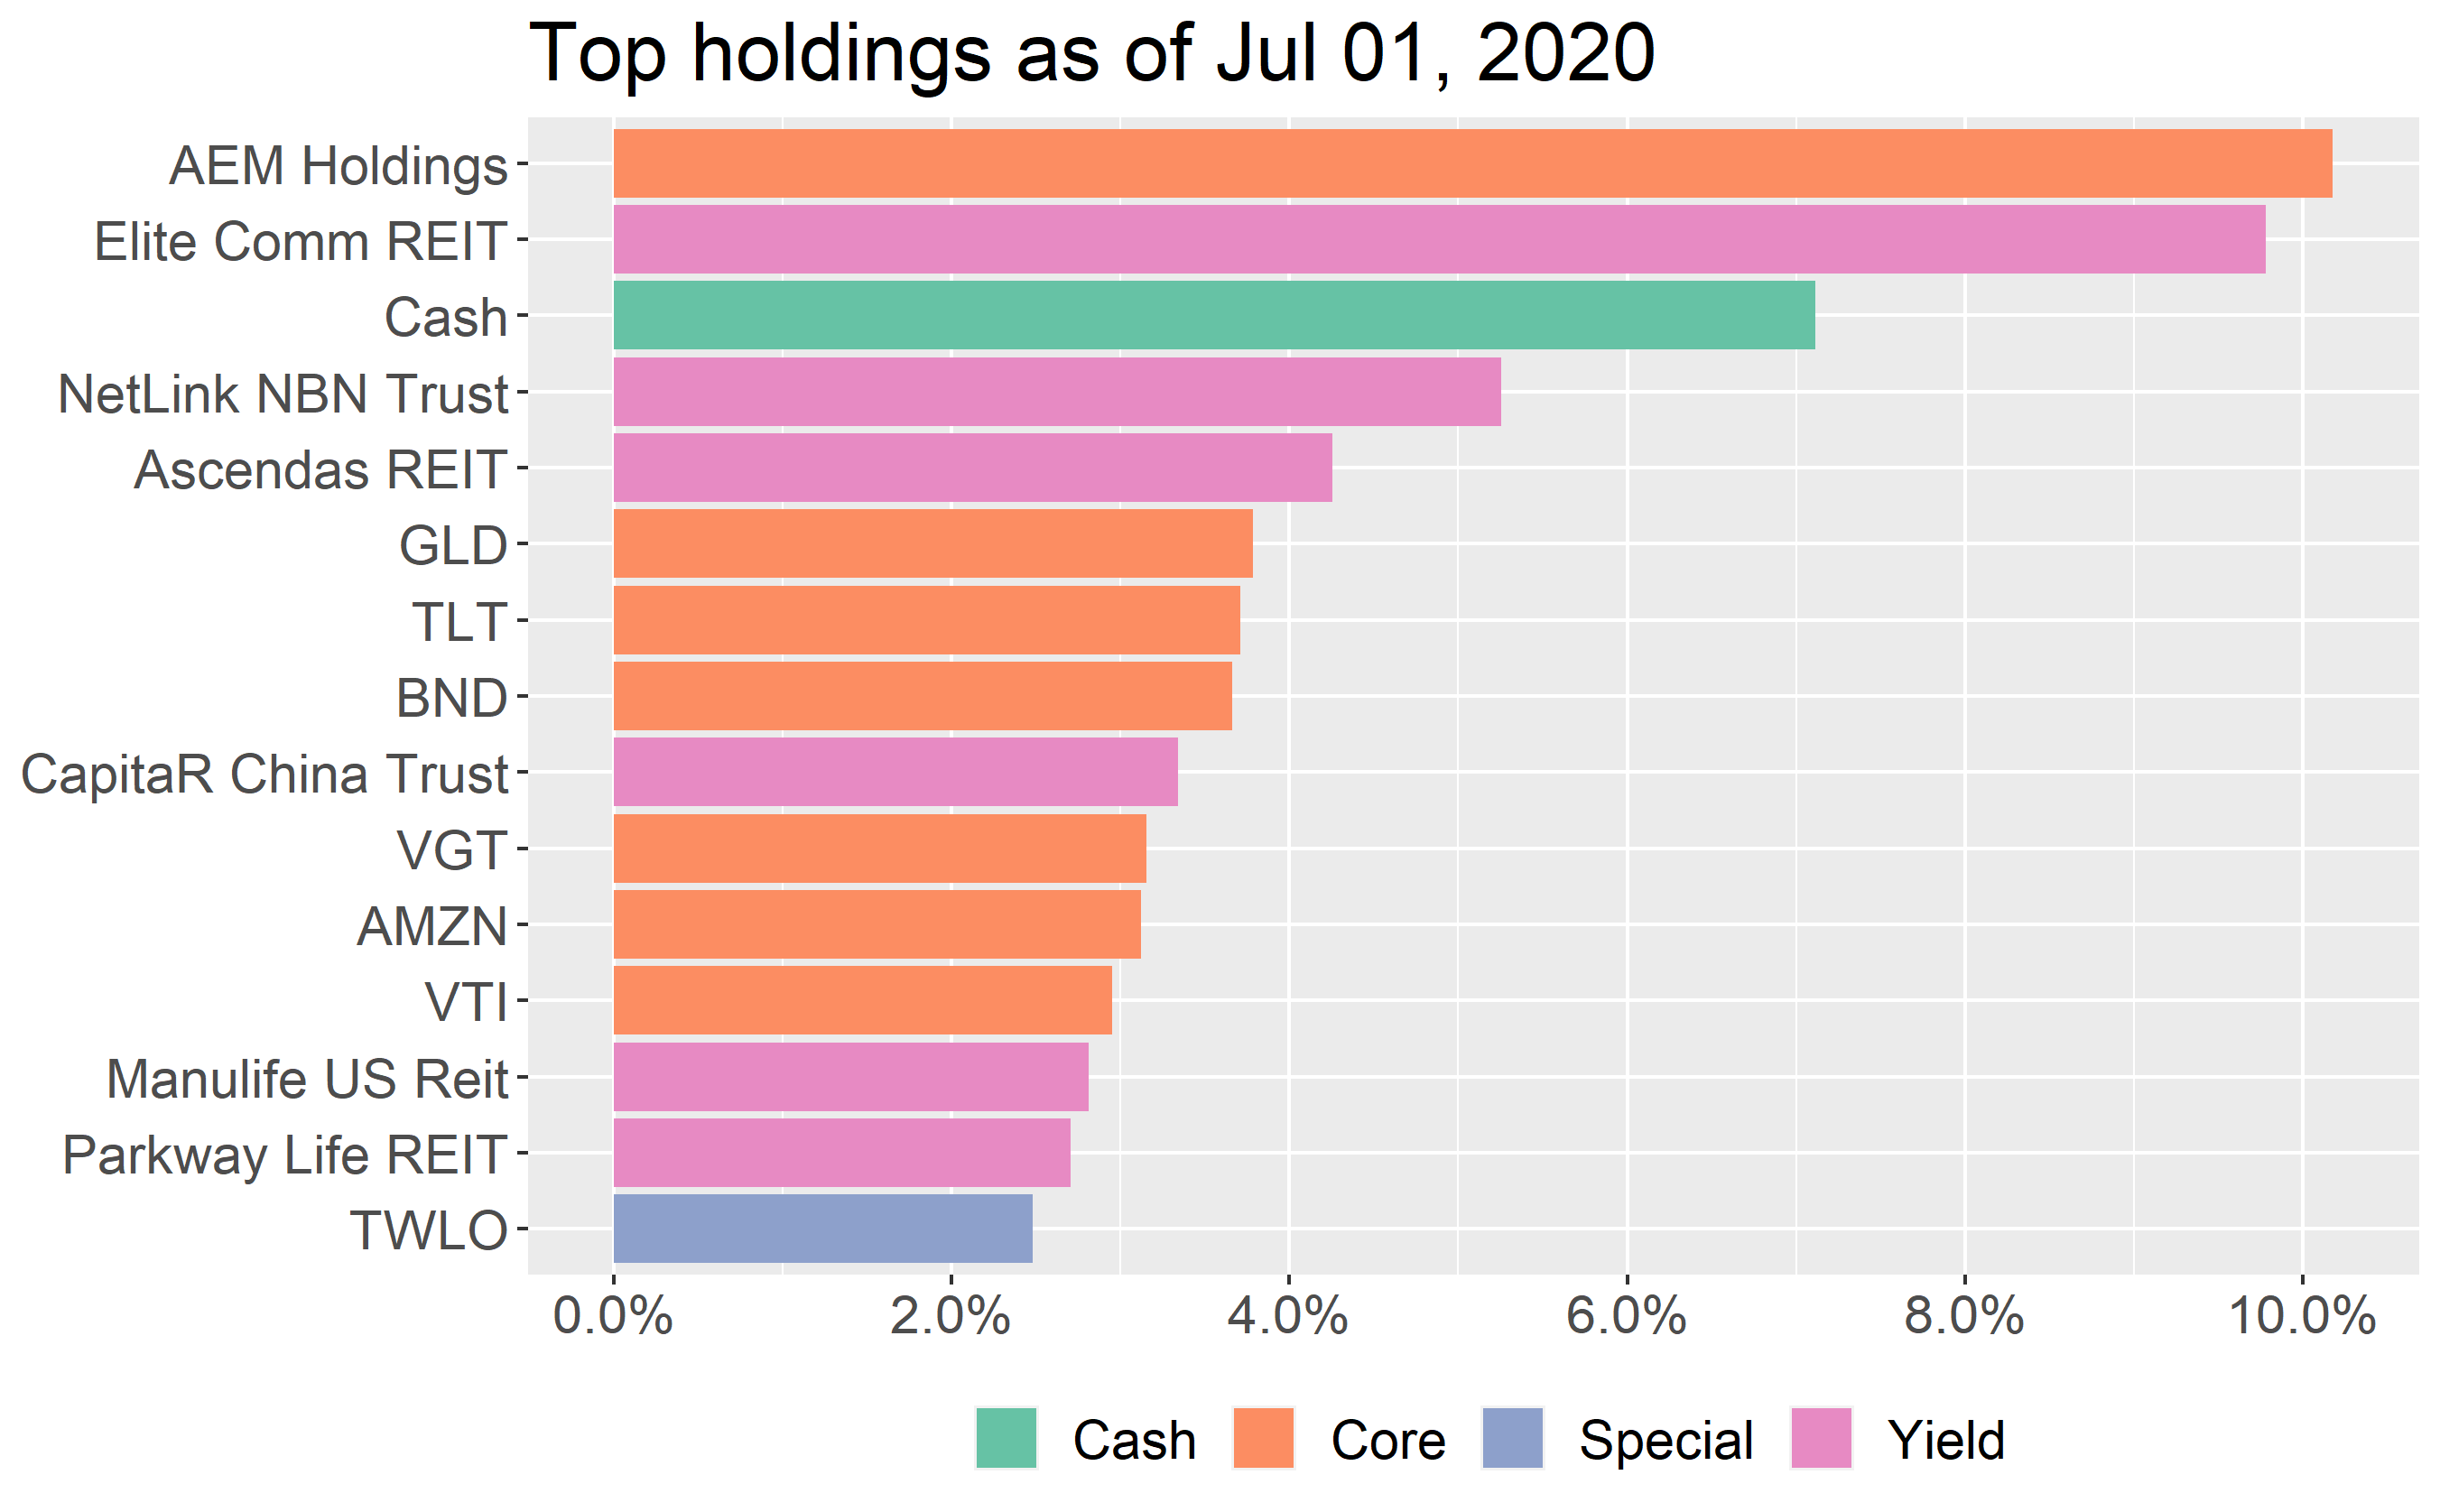 Top holdings as of Jul 01, 2020
AEM Holdings
Elite Comm REIT
Cash
NetLink NBN Trust
Ascendas REIT
GLD
TLT
BND
CapitaR China Trust
VGT
AMZN
VTI
Manulife US Reit
Parkway Life REIT
TWLO
0.0% 2.0% 4.0% 6.0% 8.0% 10.0%
Cash Core Special Yield